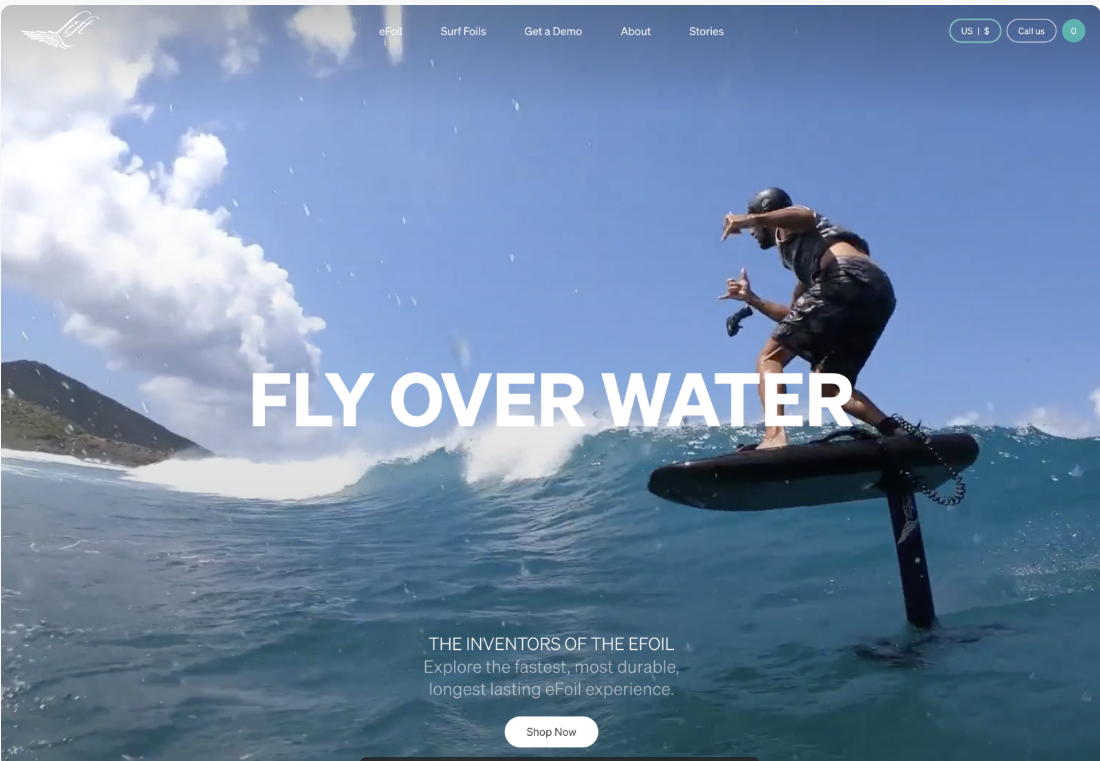 lift
eFoil
Surf Foils
Get a Demo
About
Stories
US | $
Call us
0
FLY OVER WATER
THE INVENTORS OF THE EFOIL
Explore the fastest, most durable,
longest lasting eFoil experience.
Shop Now